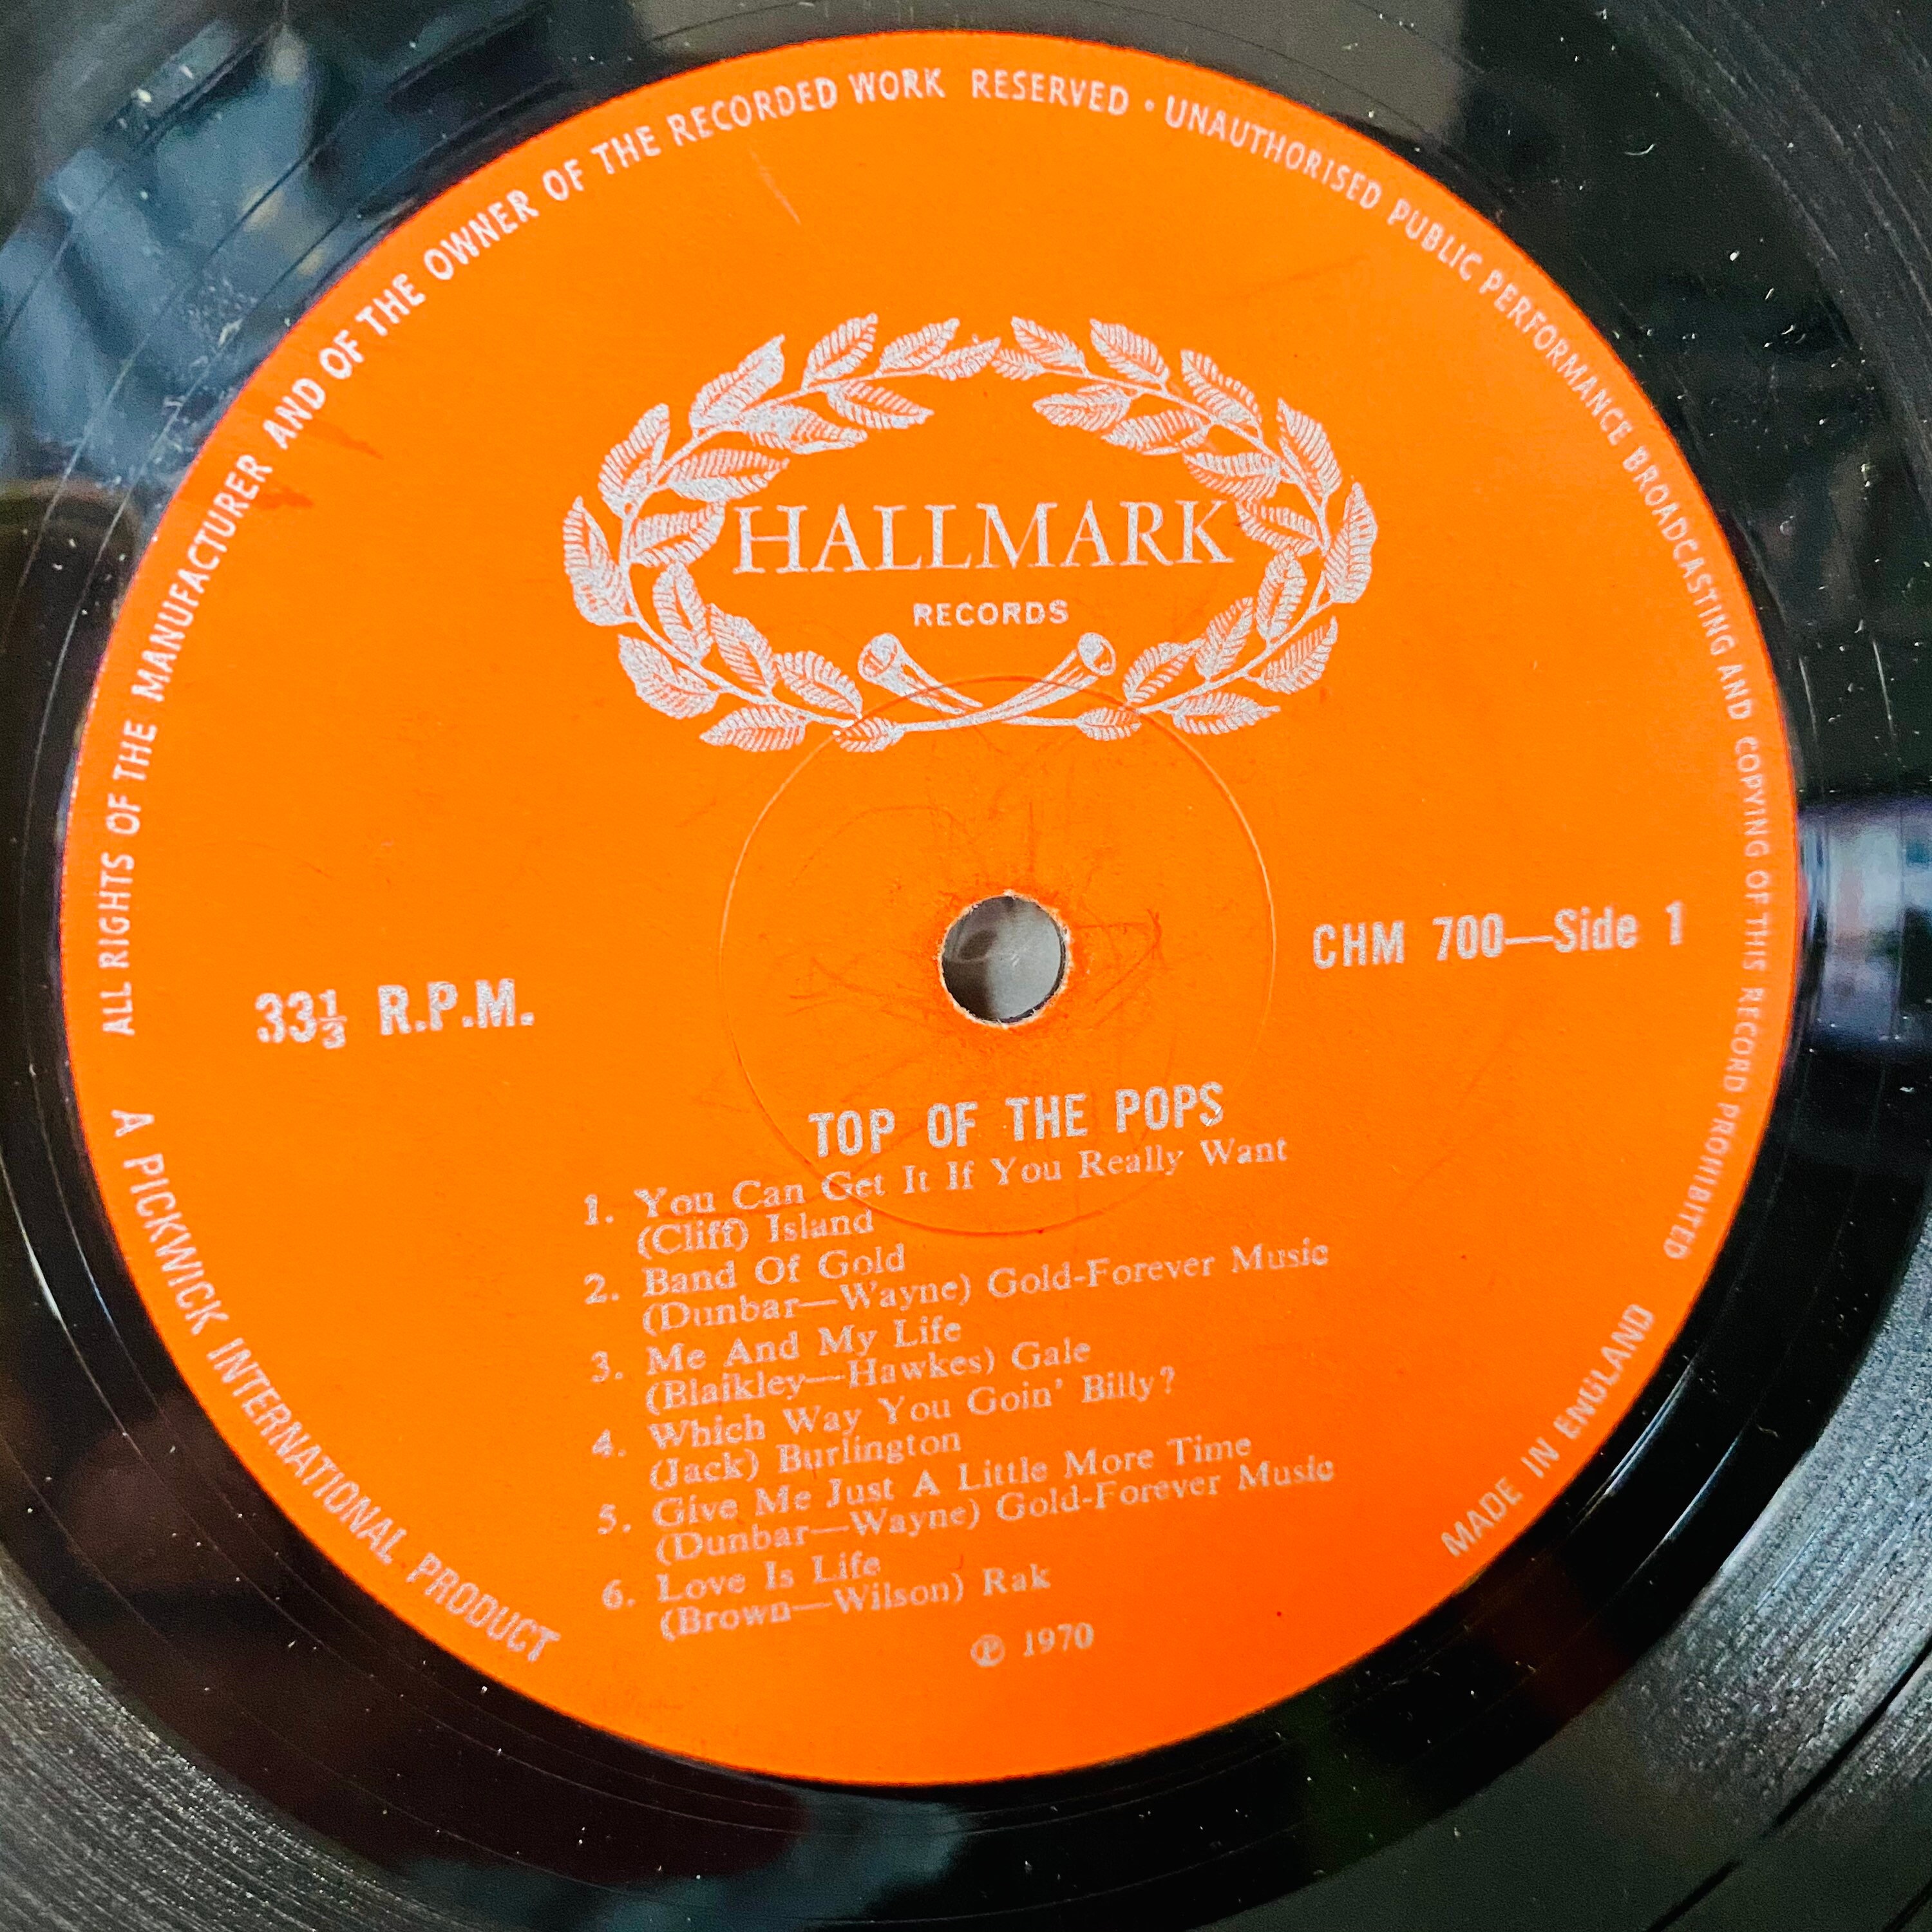 ALL RIGHTS OF THE MANUFACTURER AND OF THE OWNER OF THE RECORDED WORK RESERVED · UNAUTHORISED PUBLIC PERFORMANCE BROADCASTING AND COPYING OF THIS RECORD PROHIBITED
HALLMARK
RECORDS
33⅓ R.P.M.
CHM 700—Side 1
TOP OF THE POPS
1. You Can Get It If You Really Want
(Cliff) Island
2. Band Of Gold
(Dunbar—Wayne) Gold-Forever Music
3. Me And My Life
(Blaikley—Hawkes) Gale
4. Which Way You Goin' Billy?
(Jack) Burlington
5. Give Me Just A Little More Time
(Dunbar—Wayne) Gold-Forever Music
6. Love Is Life
(Brown—Wilson) Rak
℗ 1970
A PICKWICK INTERNATIONAL PRODUCT
MADE IN ENGLAND